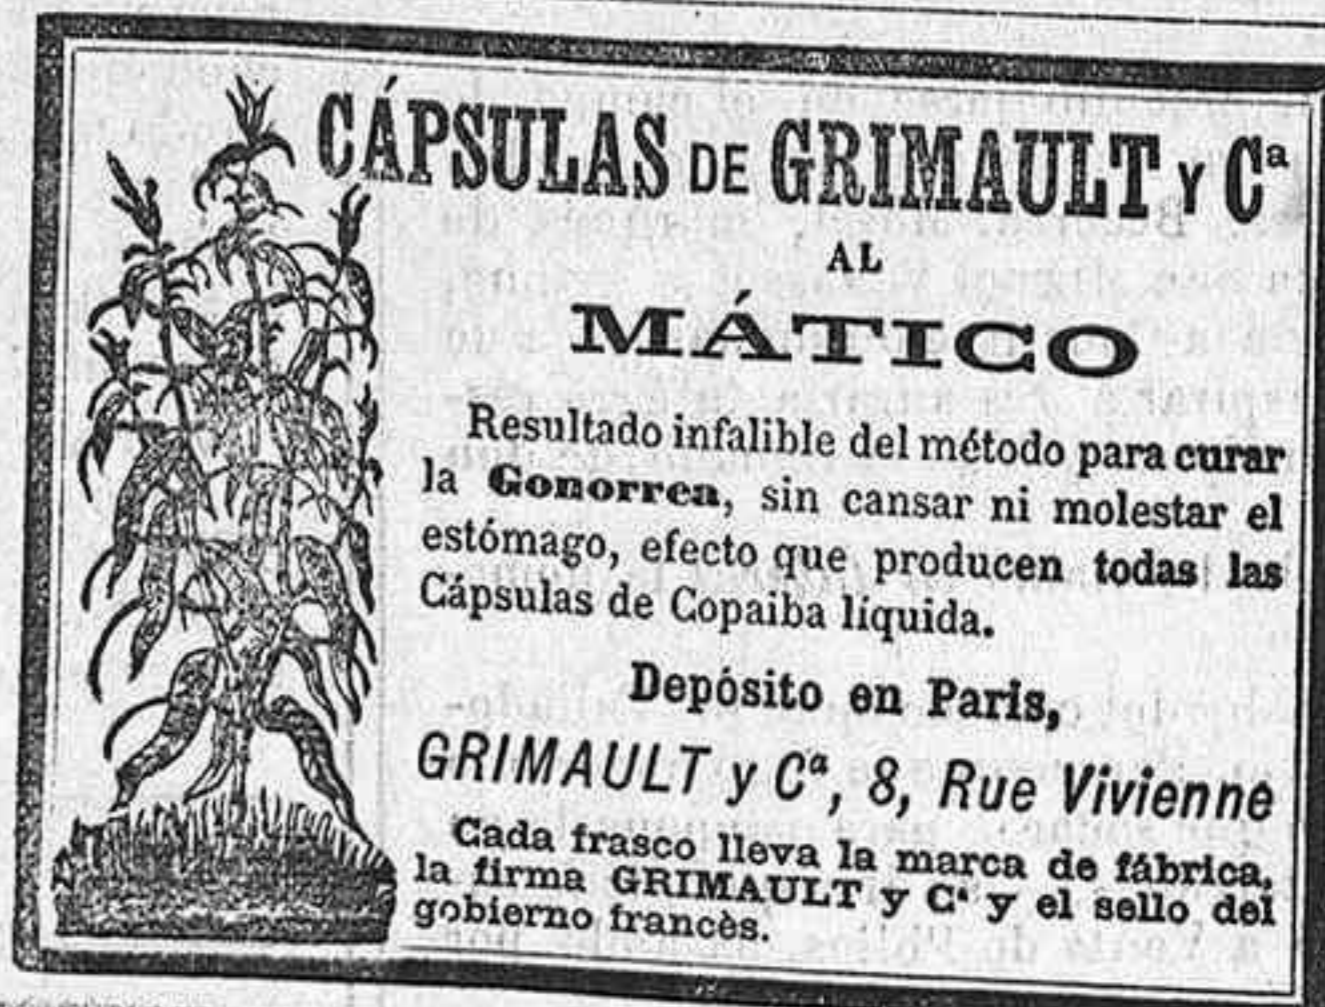 CÁPSULAS DE GRIMAULT Y Cª
AL
MÁTICO
Resultado infalible del método para curar
la Gonorrea, sin cansar ni molestar el
estómago, efecto que producen todas las
Cápsulas de Copaiba líquida.
Depósito en Paris,
GRIMAULT y Cª, 8, Rue Vivienne
Cada frasco lleva la marca de fábrica,
la firma GRIMAULT y Cª y el sello del
gobierno francès.